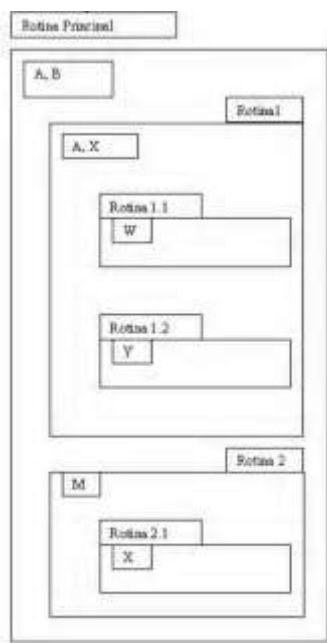 Rotina Principal
A, B
Rotina1
A, X
Rotina 1.1
W
Rotina 1.2
Y
Rotina 2
M
Rotina 2.1
X